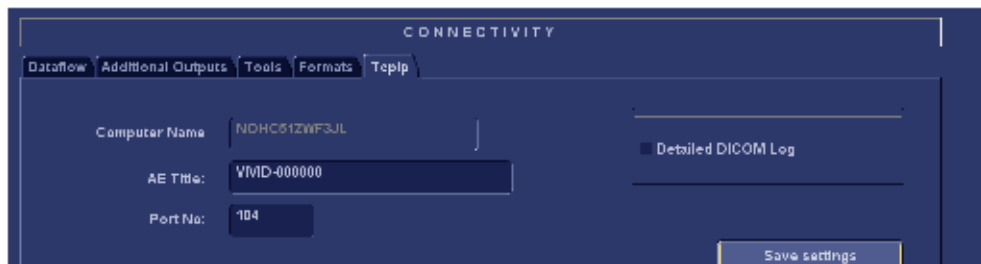 CONNECTIVITY
Dataflow Additional Outputs Tools Formats Tcpip
Computer Name NOHC51ZWF3JL
Detailed DICOM Log
AE Title: VIVID-000000
Port No: 104
Save settings